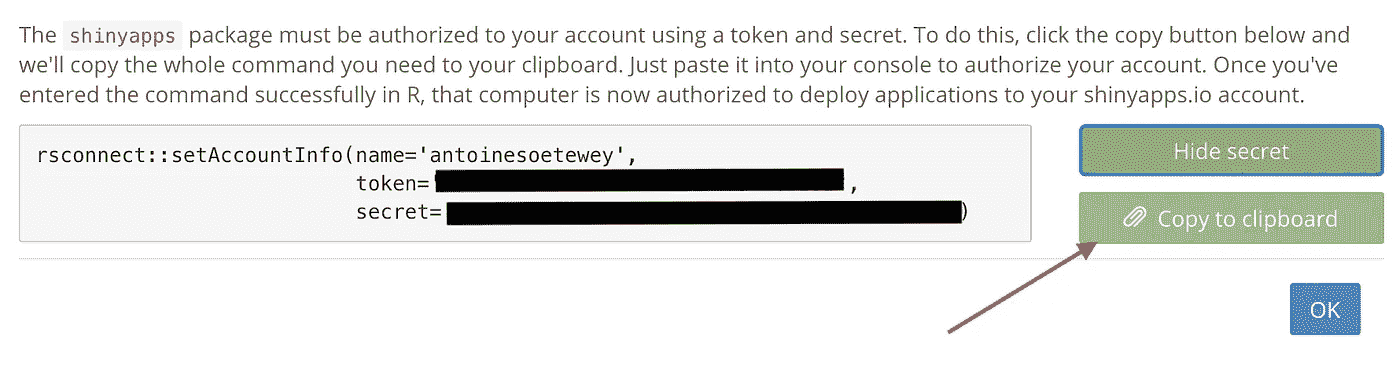 The shinyapps package must be authorized to your account using a token and secret. To do this, click the copy button below and
we'll copy the whole command you need to your clipboard. Just paste it into your console to authorize your account. Once you've
entered the command successfully in R, that computer is now authorized to deploy applications to your shinyapps.io account.
rsconnect::setAccountInfo(name='antoinesoetewey',
token= ,
secret= )
Hide secret
Copy to clipboard
OK